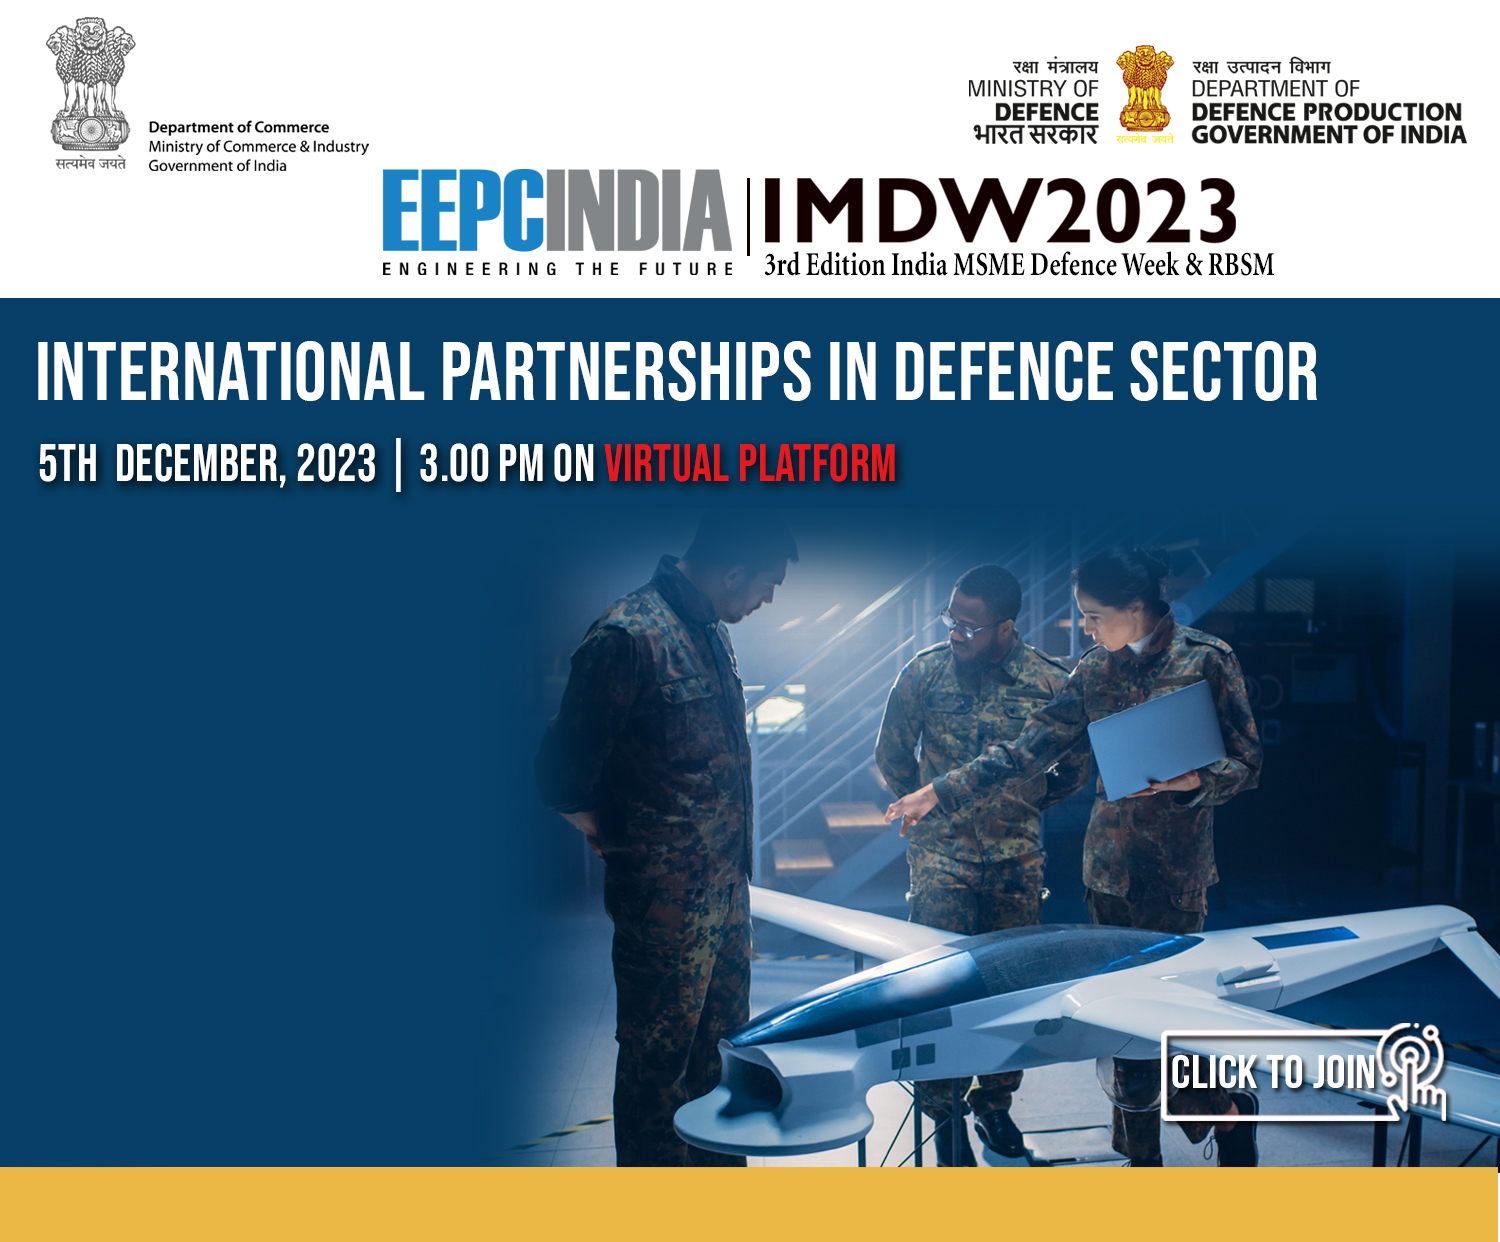 सत्यमेव जयते
Department of Commerce
Ministry of Commerce & Industry
Government of India
रक्षा मंत्रालय
MINISTRY OF
DEFENCE
भारत सरकार
सत्यमेव जयते
रक्षा उत्पादन विभाग
DEPARTMENT OF
DEFENCE PRODUCTION
GOVERNMENT OF INDIA
EEPCINDIA
ENGINEERING THE FUTURE
IMDW2023
3rd Edition India MSME Defence Week & RBSM
INTERNATIONAL PARTNERSHIPS IN DEFENCE SECTOR
5TH DECEMBER, 2023 | 3.00 PM ON VIRTUAL PLATFORM
CLICK TO JOIN